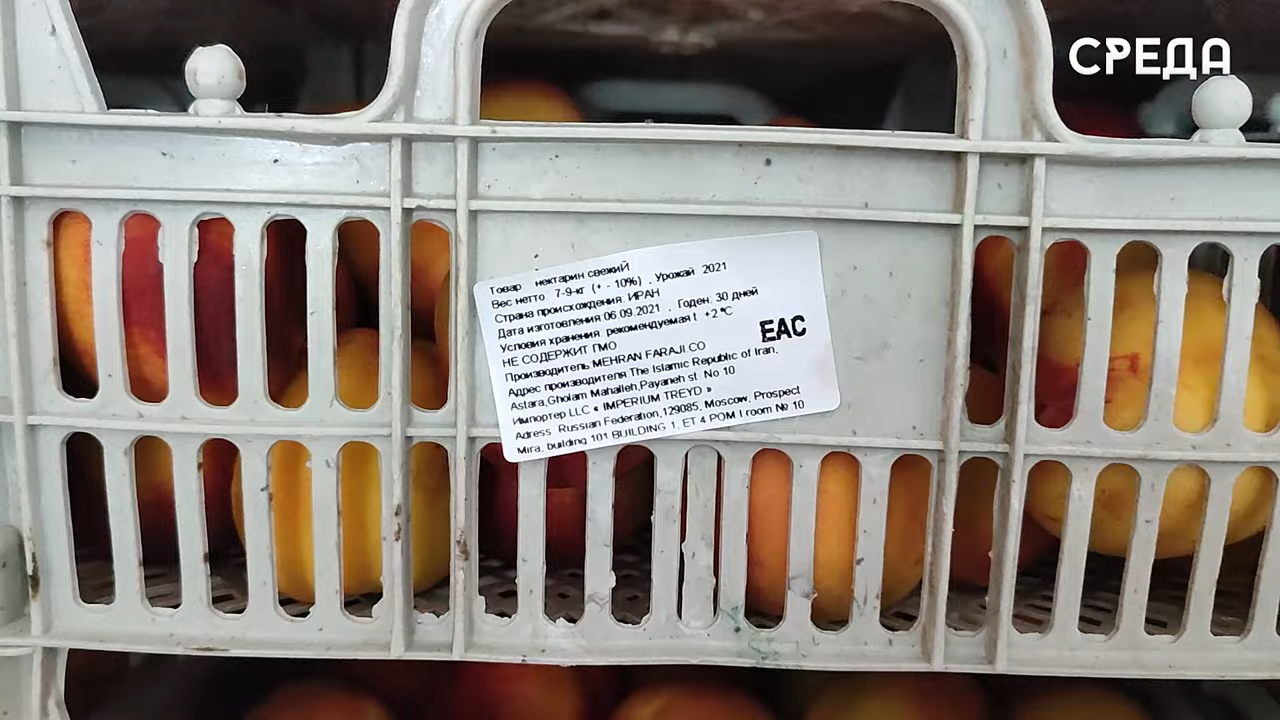 СРЕДА
Товар нектарин свежиЙ
Вес нетто 7-9-кг (+ - 10%) . Урожай 2021
Страна происхождения: ИРАН
Дата изготовления 06.09.2021 . Годен: 30 дней
Условия хранения: рекомендуемая t +2 °C
НЕ СОДЕРЖИТ ГМО
EAC
Производитель MEHRAN FARAJI.CO
Адрес производителя The Islamic Republic of Iran,
Astara,Gholam Mahalleh,Payaneh st. No 10
Импортер LLC « IMPERIUM TREYD »
Adress Russian Federation,129085, Moscow, Prospect
Mira, building 101 BUILDING 1, ET 4 POM I room № 10